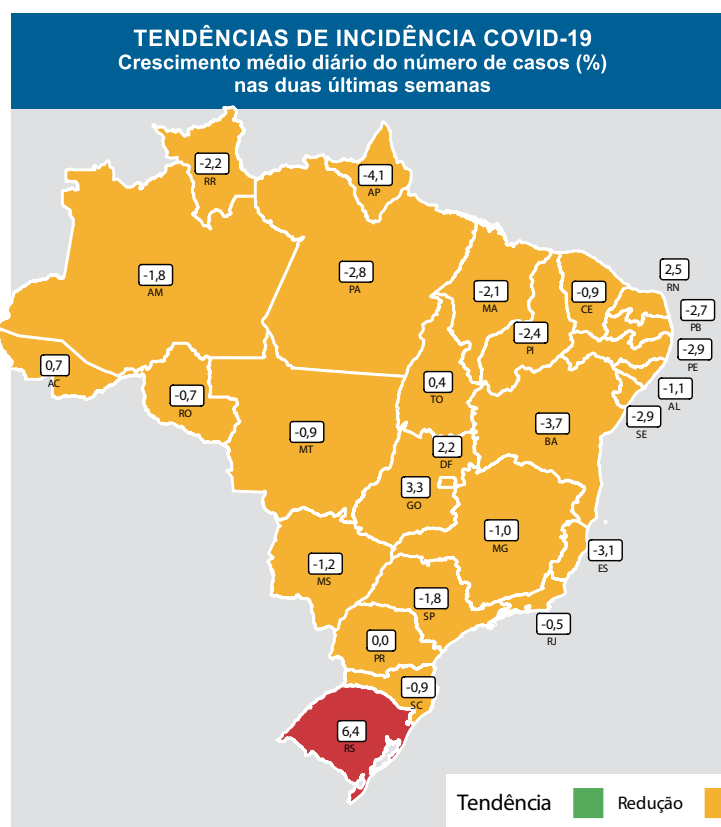 TENDÊNCIAS DE INCIDÊNCIA COVID-19
Crescimento médio diário do número de casos (%)
nas duas últimas semanas
-2,2
RR
-4,1
AP
-1,8
AM
-2,8
PA
-2,1
MA
-0,9
CE
2,5
RN
-2,7
PB
-2,4
PI
-2,9
PE
0,7
AC
-0,7
RO
0,4
TO
-1,1
AL
-2,9
SE
-0,9
MT
-3,7
BA
2,2
DF
3,3
GO
-1,0
MG
-3,1
ES
-1,2
MS
-1,8
SP
-0,5
RJ
0,0
PR
-0,9
SC
6,4
RS
Tendência Redução